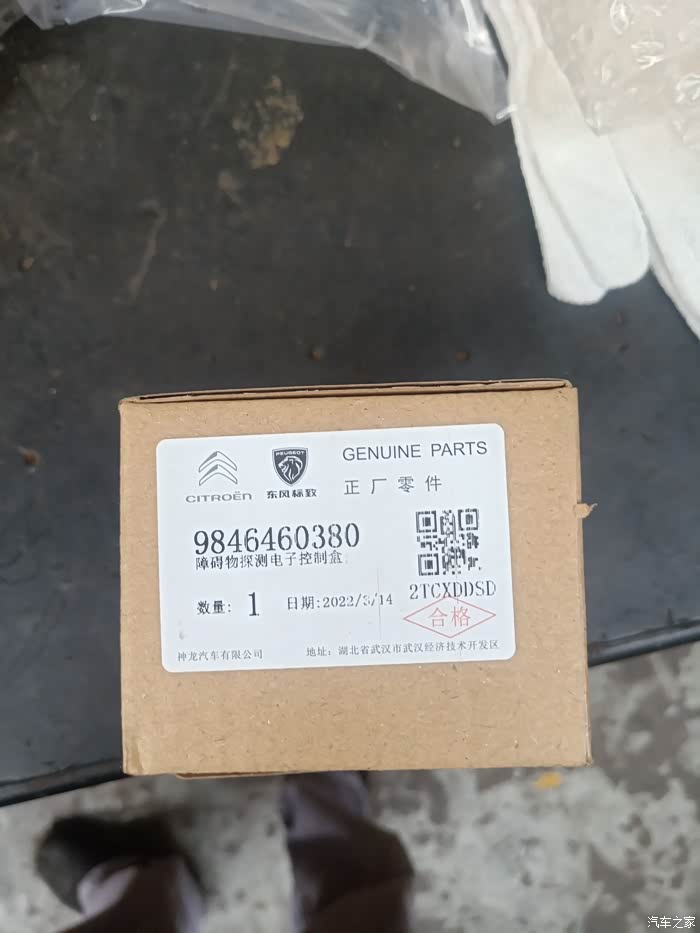 GENUINE PARTS
CITROËN
PEUGEOT
东风标致
正厂零件
9846460380
障碍物探测电子控制盒
2TCXDDSD
数量: 1
日期:2022/3/14
合格
神龙汽车有限公司
地址: 湖北省武汉市武汉经济技术开发区
汽车之家